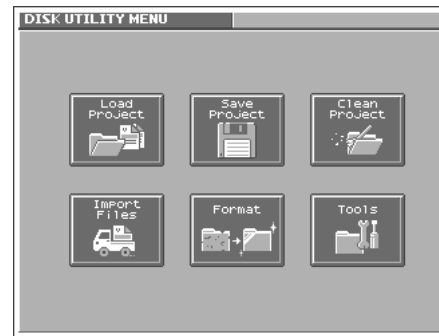 DISK UTILITY MENU
Load
Project
Save
Project
Clean
Project
Import
Files
Format
Tools